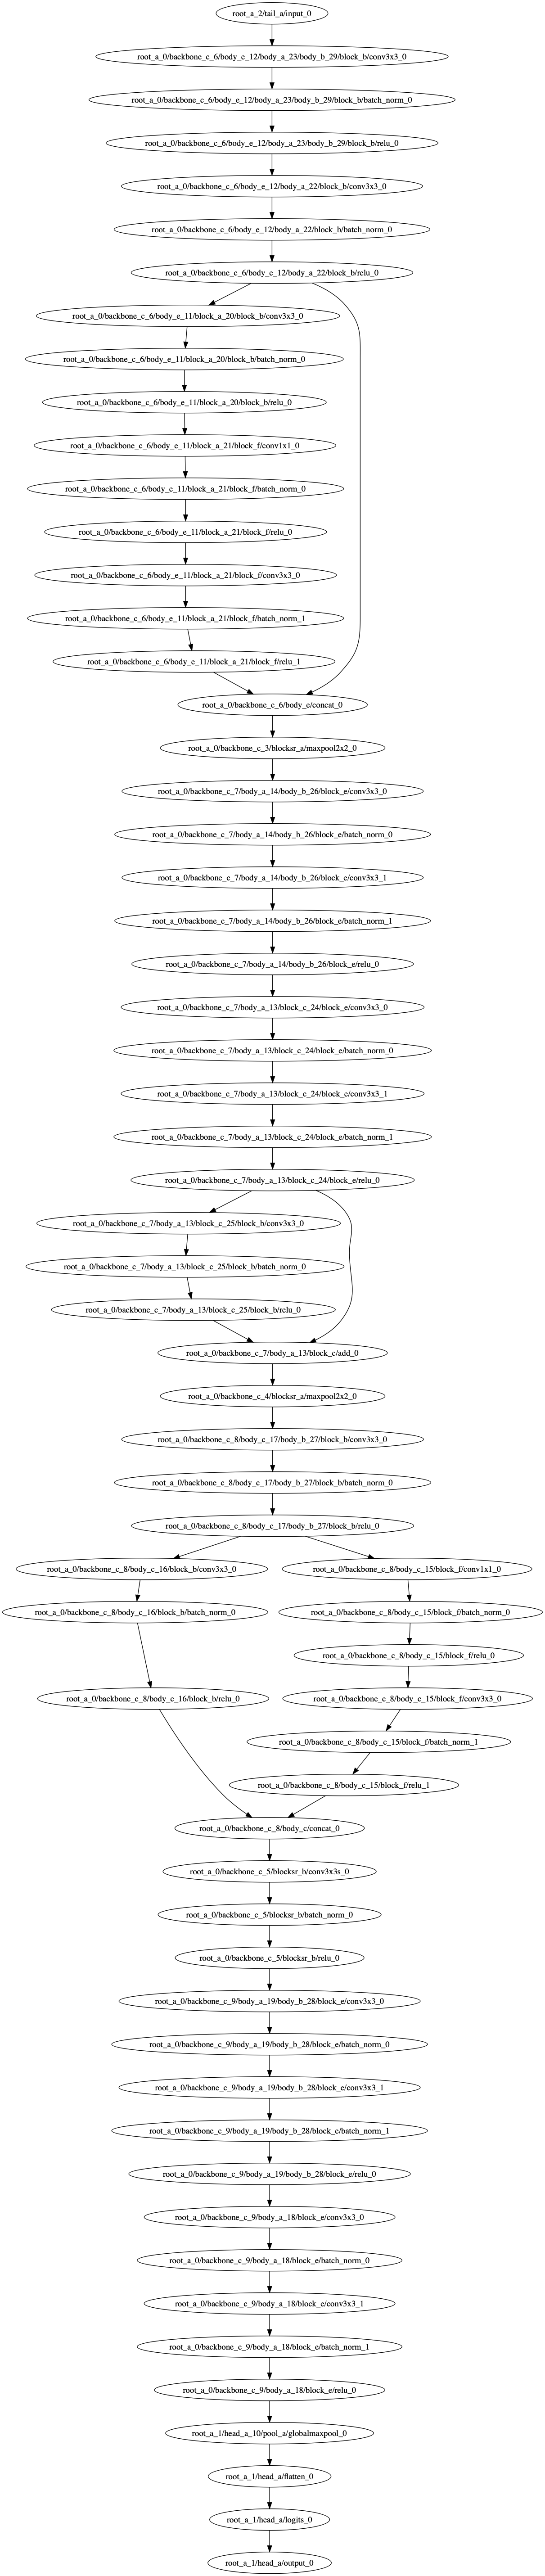 root_a_2/tail_a/input_0
root_a_0/backbone_c_6/body_e_12/body_a_23/body_b_29/block_b/conv3x3_0
root_a_0/backbone_c_6/body_e_12/body_a_23/body_b_29/block_b/batch_norm_0
root_a_0/backbone_c_6/body_e_12/body_a_23/body_b_29/block_b/relu_0
root_a_0/backbone_c_6/body_e_12/body_a_22/block_b/conv3x3_0
root_a_0/backbone_c_6/body_e_12/body_a_22/block_b/batch_norm_0
root_a_0/backbone_c_6/body_e_12/body_a_22/block_b/relu_0
root_a_0/backbone_c_6/body_e_11/block_a_20/block_b/conv3x3_0
root_a_0/backbone_c_6/body_e_11/block_a_20/block_b/batch_norm_0
root_a_0/backbone_c_6/body_e_11/block_a_20/block_b/relu_0
root_a_0/backbone_c_6/body_e_11/block_a_21/block_f/conv1x1_0
root_a_0/backbone_c_6/body_e_11/block_a_21/block_f/batch_norm_0
root_a_0/backbone_c_6/body_e_11/block_a_21/block_f/relu_0
root_a_0/backbone_c_6/body_e_11/block_a_21/block_f/conv3x3_0
root_a_0/backbone_c_6/body_e_11/block_a_21/block_f/batch_norm_1
root_a_0/backbone_c_6/body_e_11/block_a_21/block_f/relu_1
root_a_0/backbone_c_6/body_e/concat_0
root_a_0/backbone_c_3/blocksr_a/maxpool2x2_0
root_a_0/backbone_c_7/body_a_14/body_b_26/block_e/conv3x3_0
root_a_0/backbone_c_7/body_a_14/body_b_26/block_e/batch_norm_0
root_a_0/backbone_c_7/body_a_14/body_b_26/block_e/conv3x3_1
root_a_0/backbone_c_7/body_a_14/body_b_26/block_e/batch_norm_1
root_a_0/backbone_c_7/body_a_14/body_b_26/block_e/relu_0
root_a_0/backbone_c_7/body_a_13/block_c_24/block_e/conv3x3_0
root_a_0/backbone_c_7/body_a_13/block_c_24/block_e/batch_norm_0
root_a_0/backbone_c_7/body_a_13/block_c_24/block_e/conv3x3_1
root_a_0/backbone_c_7/body_a_13/block_c_24/block_e/batch_norm_1
root_a_0/backbone_c_7/body_a_13/block_c_24/block_e/relu_0
root_a_0/backbone_c_7/body_a_13/block_c_25/block_b/conv3x3_0
root_a_0/backbone_c_7/body_a_13/block_c_25/block_b/batch_norm_0
root_a_0/backbone_c_7/body_a_13/block_c_25/block_b/relu_0
root_a_0/backbone_c_7/body_a_13/block_c/add_0
root_a_0/backbone_c_4/blocksr_a/maxpool2x2_0
root_a_0/backbone_c_8/body_c_17/body_b_27/block_b/conv3x3_0
root_a_0/backbone_c_8/body_c_17/body_b_27/block_b/batch_norm_0
root_a_0/backbone_c_8/body_c_17/body_b_27/block_b/relu_0
root_a_0/backbone_c_8/body_c_16/block_b/conv3x3_0
root_a_0/backbone_c_8/body_c_15/block_f/conv1x1_0
root_a_0/backbone_c_8/body_c_16/block_b/batch_norm_0
root_a_0/backbone_c_8/body_c_15/block_f/batch_norm_0
root_a_0/backbone_c_8/body_c_15/block_f/relu_0
root_a_0/backbone_c_8/body_c_16/block_b/relu_0
root_a_0/backbone_c_8/body_c_15/block_f/conv3x3_0
root_a_0/backbone_c_8/body_c_15/block_f/batch_norm_1
root_a_0/backbone_c_8/body_c_15/block_f/relu_1
root_a_0/backbone_c_8/body_c/concat_0
root_a_0/backbone_c_5/blocksr_b/conv3x3s_0
root_a_0/backbone_c_5/blocksr_b/batch_norm_0
root_a_0/backbone_c_5/blocksr_b/relu_0
root_a_0/backbone_c_9/body_a_19/body_b_28/block_e/conv3x3_0
root_a_0/backbone_c_9/body_a_19/body_b_28/block_e/batch_norm_0
root_a_0/backbone_c_9/body_a_19/body_b_28/block_e/conv3x3_1
root_a_0/backbone_c_9/body_a_19/body_b_28/block_e/batch_norm_1
root_a_0/backbone_c_9/body_a_19/body_b_28/block_e/relu_0
root_a_0/backbone_c_9/body_a_18/block_e/conv3x3_0
root_a_0/backbone_c_9/body_a_18/block_e/batch_norm_0
root_a_0/backbone_c_9/body_a_18/block_e/conv3x3_1
root_a_0/backbone_c_9/body_a_18/block_e/batch_norm_1
root_a_0/backbone_c_9/body_a_18/block_e/relu_0
root_a_1/head_a_10/pool_a/globalmaxpool_0
root_a_1/head_a/flatten_0
root_a_1/head_a/logits_0
root_a_1/head_a/output_0